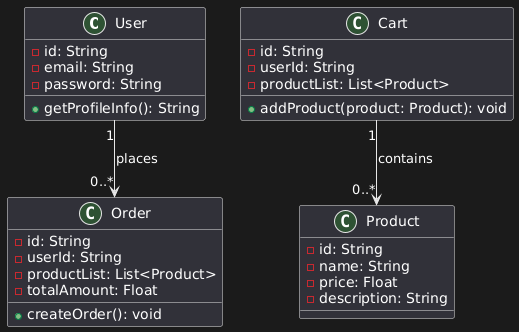 C User
id: String
email: String
password: String
getProfileInfo(): String
C Cart
id: String
userId: String
productList: List<Product>
addProduct(product: Product): void
1
places
0..*
1
contains
0..*
C Order
id: String
userId: String
productList: List<Product>
totalAmount: Float
createOrder(): void
C Product
id: String
name: String
price: Float
description: String